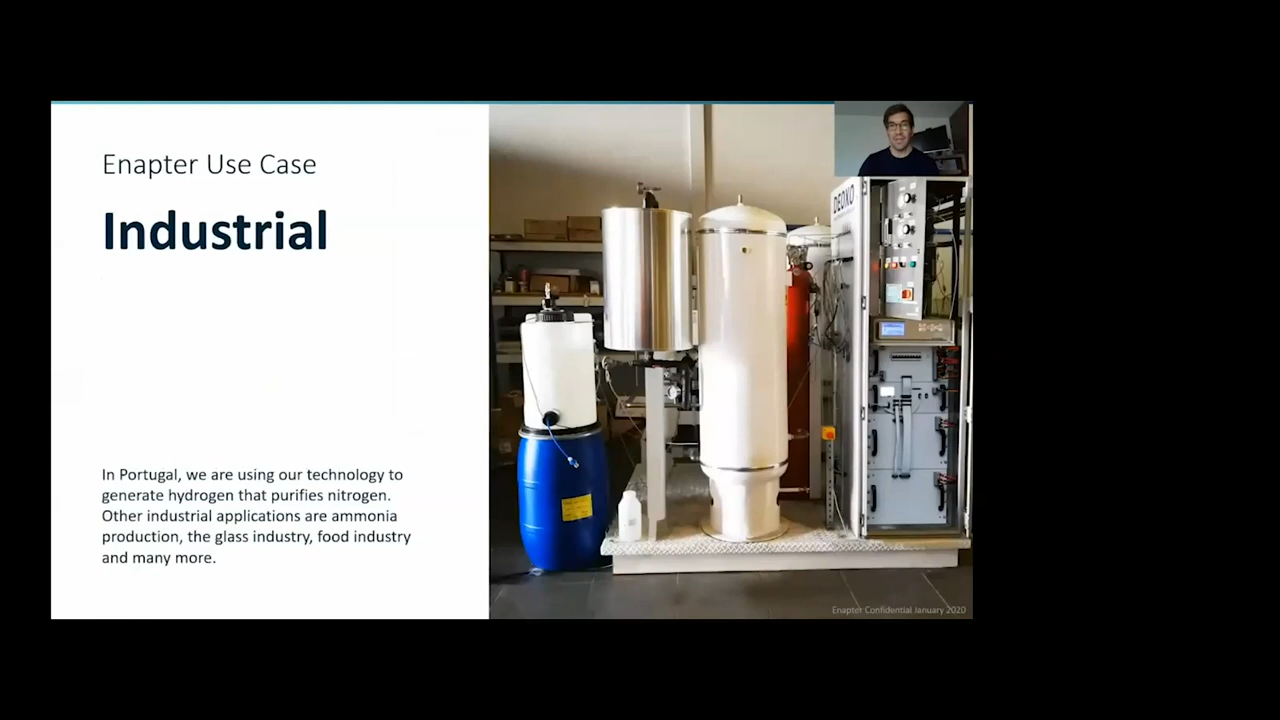 Enapter Use Case
Industrial
In Portugal, we are using our technology to
generate hydrogen that purifies nitrogen.
Other industrial applications are ammonia
production, the glass industry, food industry
and many more.
DEOXO
Enapter Confidential January 2020